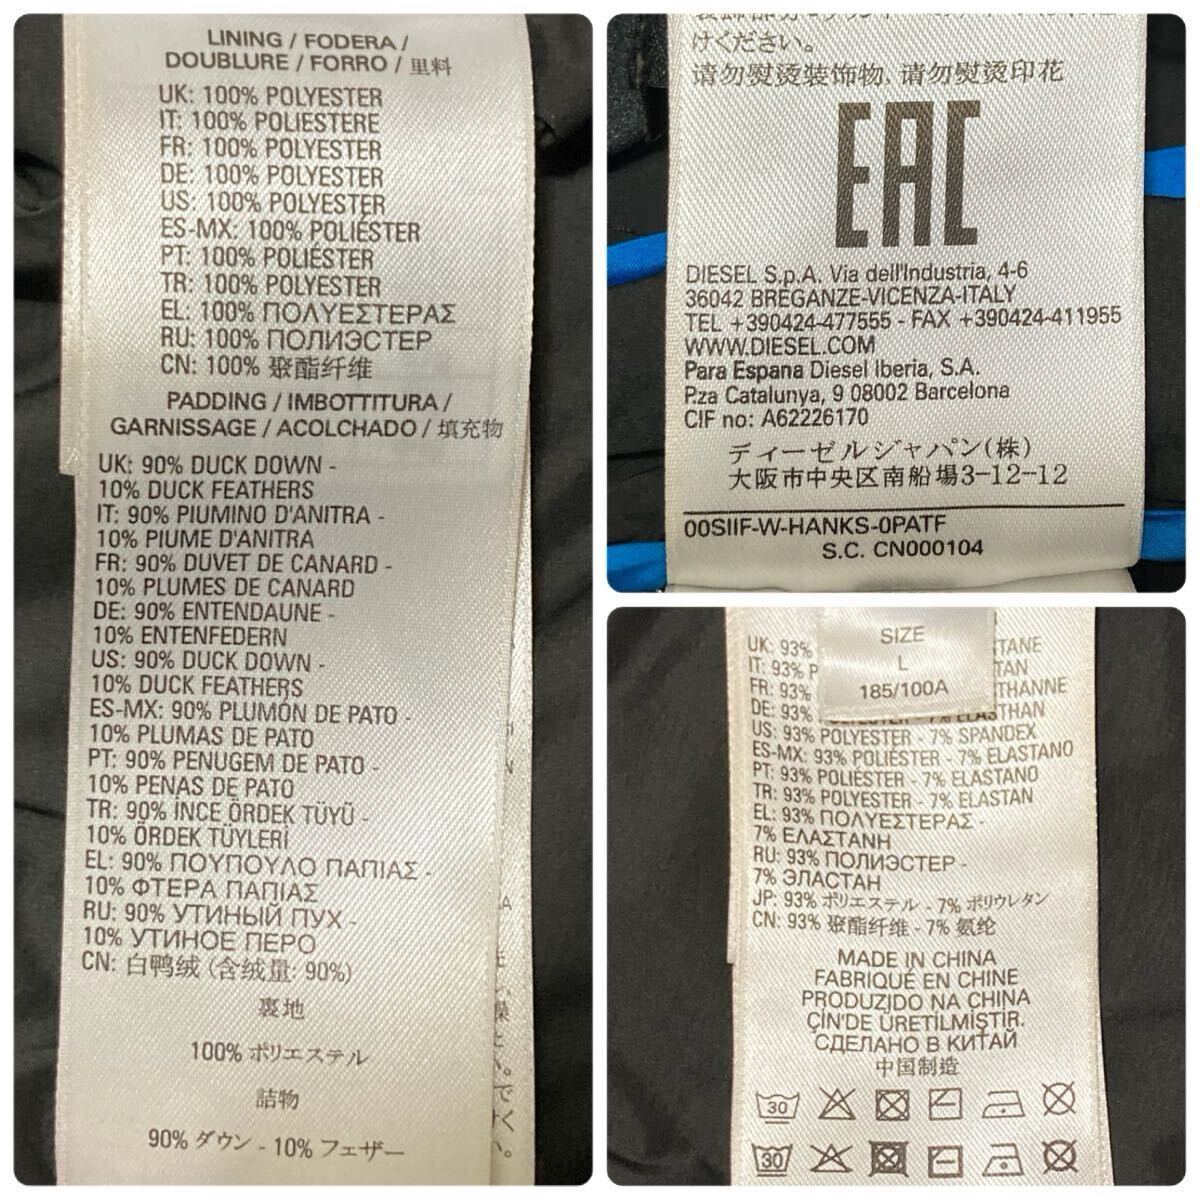 LINING / FODERA /
DOUBLURE / FORRO / 里料
UK: 100% POLYESTER
IT: 100% POLIESTERE
FR: 100% POLYESTER
DE: 100% POLYESTER
US: 100% POLYESTER
ES-MX: 100% POLIÉSTER
PT: 100% POLIÉSTER
TR: 100% POLYESTER
EL: 100% ΠΟΛΥΕΣΤΕΡΑΣ
RU: 100% ПОЛИЭСТЕР
CN: 100% 聚酯纤维
PADDING / IMBOTTITURA /
GARNISSAGE / ACOLCHADO / 填充物
UK: 90% DUCK DOWN -
10% DUCK FEATHERS
IT: 90% PIUMINO D'ANITRA -
10% PIUME D'ANITRA
FR: 90% DUVET DE CANARD -
10% PLUMES DE CANARD
DE: 90% ENTENDAUNE -
10% ENTENFEDERN
US: 90% DUCK DOWN -
10% DUCK FEATHERS
ES-MX: 90% PLUMÓN DE PATO -
10% PLUMAS DE PATO
PT: 90% PENUGEM DE PATO -
10% PENAS DE PATO
TR: 90% İNCE ÖRDEK TÜYÜ -
10% ÖRDEK TÜYLERİ
EL: 90% ΠΟΥΠΟΥΛΟ ΠΑΠΙΑΣ -
10% ΦΤΕΡΑ ΠΑΠΙΑΣ
RU: 90% УТИНЫЙ ПУХ -
10% УТИНОЕ ПЕРО
CN: 白鸭绒 (含绒量: 90%)
裏地
100% ポリエステル
詰物
90% ダウン - 10% フェザー
けください。
请勿熨烫装饰物, 请勿熨烫印花
EAC
DIESEL S.p.A. Via dell'Industria, 4-6
36042 BREGANZE-VICENZA-ITALY
TEL +390424-477555 - FAX +390424-411955
WWW.DIESEL.COM
Para Espana Diesel Iberia, S.A.
P.za Catalunya, 9 08002 Barcelona
CIF no: A62226170
ディーゼルジャパン(株)
大阪市中央区南船場3-12-12
00SIIF-W-HANKS-0PATF
S.C. CN000104
SIZE
L
185/100A
UK: 93%
IT: 93%
FR: 93%
DE: 93% - 7% ELASTHAN
US: 93% POLYESTER - 7% SPANDEX
ES-MX: 93% POLIÉSTER - 7% ELASTANO
PT: 93% POLIÉSTER - 7% ELASTANO
TR: 93% POLYESTER - 7% ELASTAN
EL: 93% ΠΟΛΥΕΣΤΕΡΑΣ -
7% ΕΛΑΣΤΑΝΗ
RU: 93% ПОЛИЭСТЕР -
7% ЭЛАСТАН
JP: 93% ポリエステル - 7% ポリウレタン
CN: 93% 聚酯纤维 - 7% 氨纶
MADE IN CHINA
FABRIQUÉ EN CHINE
PRODUZIDO NA CHINA
ÇİN'DE ÜRETİLMİŞTİR.
СДЕЛАНО В КИТАЙ
中国制造
30
30